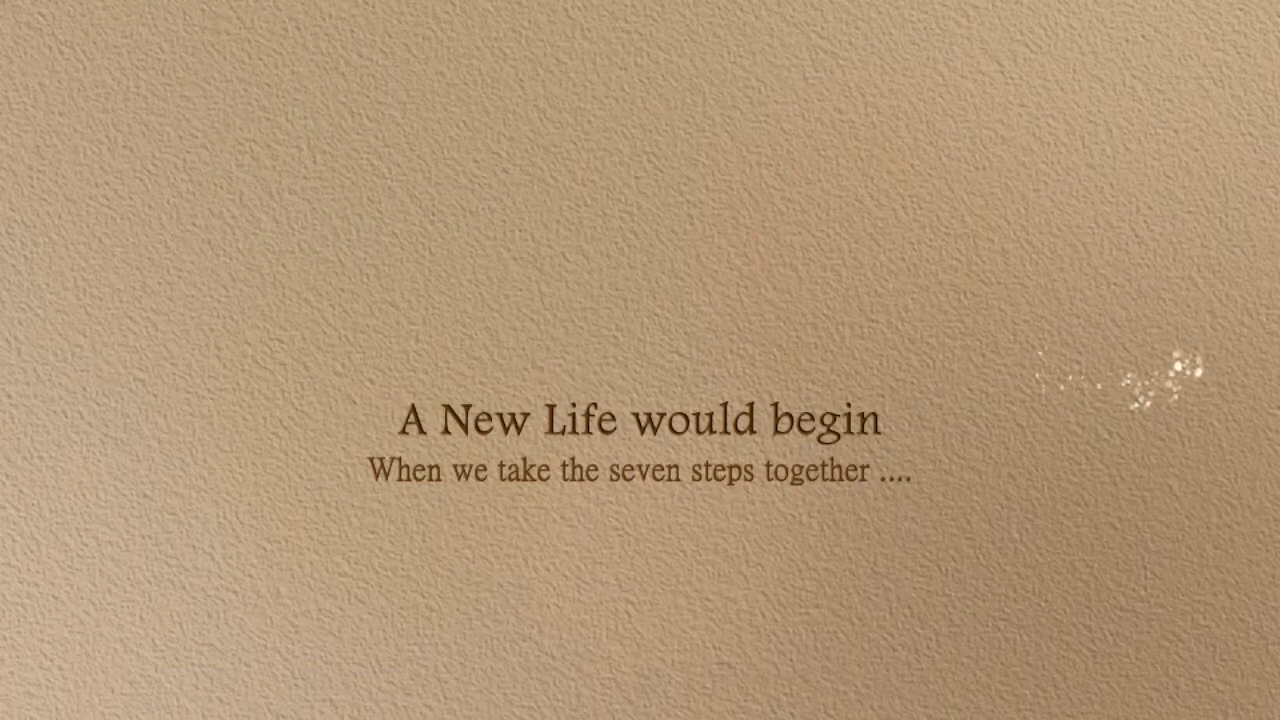 A New Life would begin
When we take the seven steps together ....